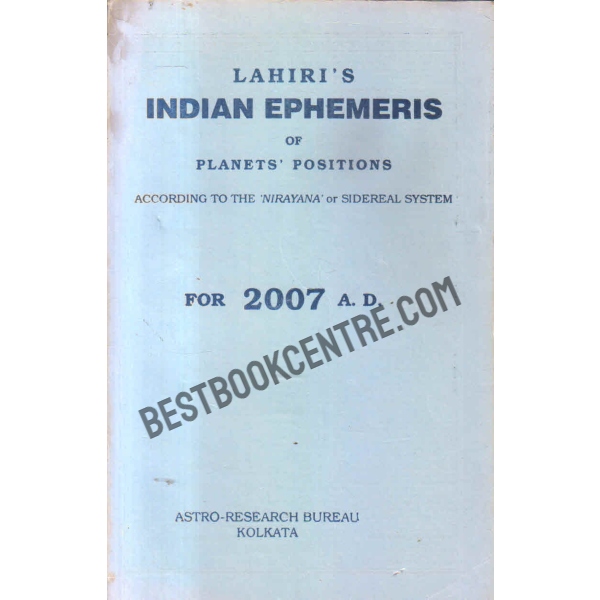 LAHIRI'S
INDIAN EPHEMERIS
OF
PLANETS' POSITIONS
ACCORDING TO THE 'NIRAYANA' or SIDEREAL SYSTEM
FOR 2007 A. D.
BESTBOOKCENTRE.COM
ASTRO-RESEARCH BUREAU
KOLKATA